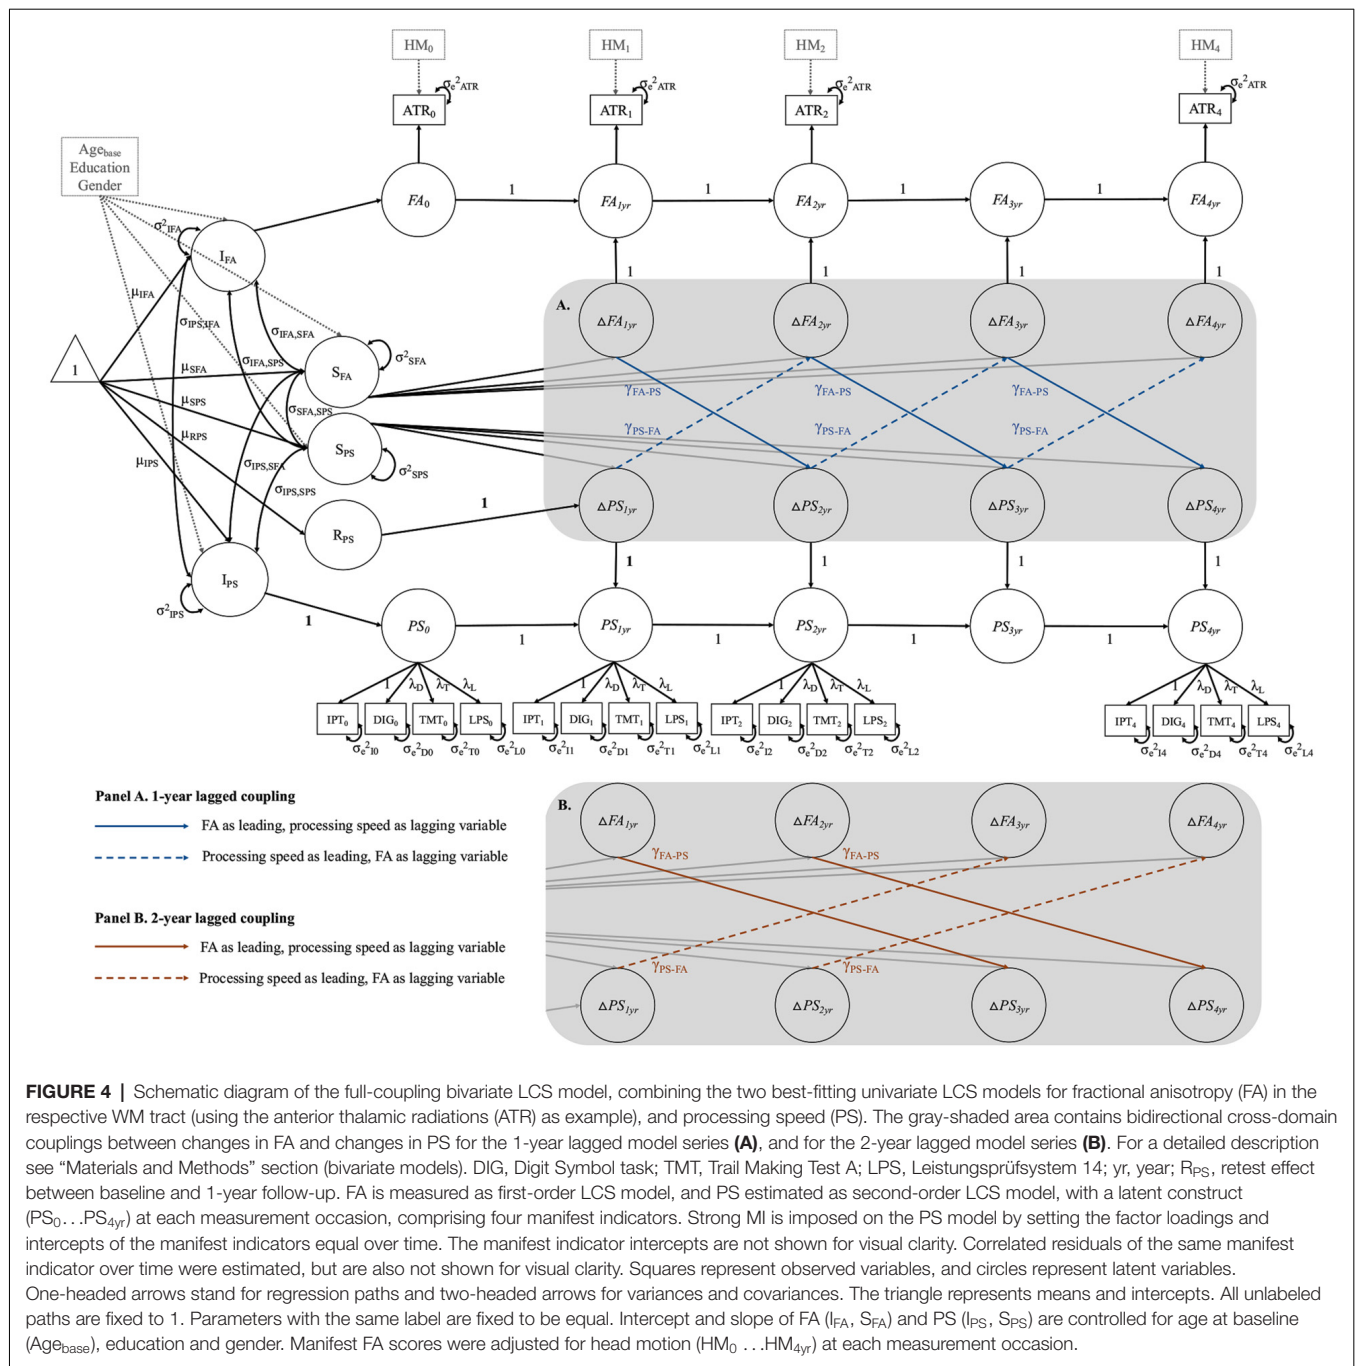 HM0 HM1 HM2 HM4
σe²ATR σe²ATR σe²ATR σe²ATR
ATR0 ATR1 ATR2 ATR4
Agebase
Education
Gender
FA0 1 FA1yr 1 FA2yr 1 FA3yr 1 FA4yr
σ²IFA
IFA
1 1 1 1
μIFA
A.
σIPS,IFA
σIFA,SFA
ΔFA1yr ΔFA2yr ΔFA3yr ΔFA4yr
1
μSFA
σIFA,SPS
SFA
σ²SFA
γFA-PS γFA-PS γFA-PS
μSPS
σSFA,SPS
μRPS
γPS-FA γPS-FA γPS-FA
μIPS
σIPS,SFA
SPS
σ²SPS
σIPS,SPS
1
ΔPS1yr ΔPS2yr ΔPS3yr ΔPS4yr
RPS
1 1 1 1
IPS
σ²IPS
1
PS0 1 PS1yr 1 PS2yr 1 PS3yr 1 PS4yr
1 λD λT λL 1 λD λT λL 1 λD λT λL 1 λD λT λL
IPT0 DIG0 TMT0 LPS0 IPT1 DIG1 TMT1 LPS1 IPT2 DIG2 TMT2 LPS2 IPT4 DIG4 TMT4 LPS4
σe²I0 σe²D0 σe²T0 σe²L0 σe²I1 σe²D1 σe²T1 σe²L1 σe²I2 σe²D2 σe²T2 σe²L2 σe²I4 σe²D4 σe²T4 σe²L4
Panel A. 1-year lagged coupling
FA as leading, processing speed as lagging variable
Processing speed as leading, FA as lagging variable
Panel B. 2-year lagged coupling
FA as leading, processing speed as lagging variable
Processing speed as leading, FA as lagging variable
B.
ΔFA1yr ΔFA2yr ΔFA3yr ΔFA4yr
γFA-PS γFA-PS
γPS-FA γPS-FA
ΔPS1yr ΔPS2yr ΔPS3yr ΔPS4yr
FIGURE 4 | Schematic diagram of the full-coupling bivariate LCS model, combining the two best-fitting univariate LCS models for fractional anisotropy (FA) in the
respective WM tract (using the anterior thalamic radiations (ATR) as example), and processing speed (PS). The gray-shaded area contains bidirectional cross-domain
couplings between changes in FA and changes in PS for the 1-year lagged model series (A), and for the 2-year lagged model series (B). For a detailed description
see “Materials and Methods” section (bivariate models). DIG, Digit Symbol task; TMT, Trail Making Test A; LPS, Leistungsprüfsystem 14; yr, year; RPS, retest effect
between baseline and 1-year follow-up. FA is measured as first-order LCS model, and PS estimated as second-order LCS model, with a latent construct
(PS0...PS4yr) at each measurement occasion, comprising four manifest indicators. Strong MI is imposed on the PS model by setting the factor loadings and
intercepts of the manifest indicators equal over time. The manifest indicator intercepts are not shown for visual clarity. Correlated residuals of the same manifest
indicator over time were estimated, but are also not shown for visual clarity. Squares represent observed variables, and circles represent latent variables.
One-headed arrows stand for regression paths and two-headed arrows for variances and covariances. The triangle represents means and intercepts. All unlabeled
paths are fixed to 1. Parameters with the same label are fixed to be equal. Intercept and slope of FA (IFA, SFA) and PS (IPS, SPS) are controlled for age at baseline
(Agebase), education and gender. Manifest FA scores were adjusted for head motion (HM0 ...HM4yr) at each measurement occasion.